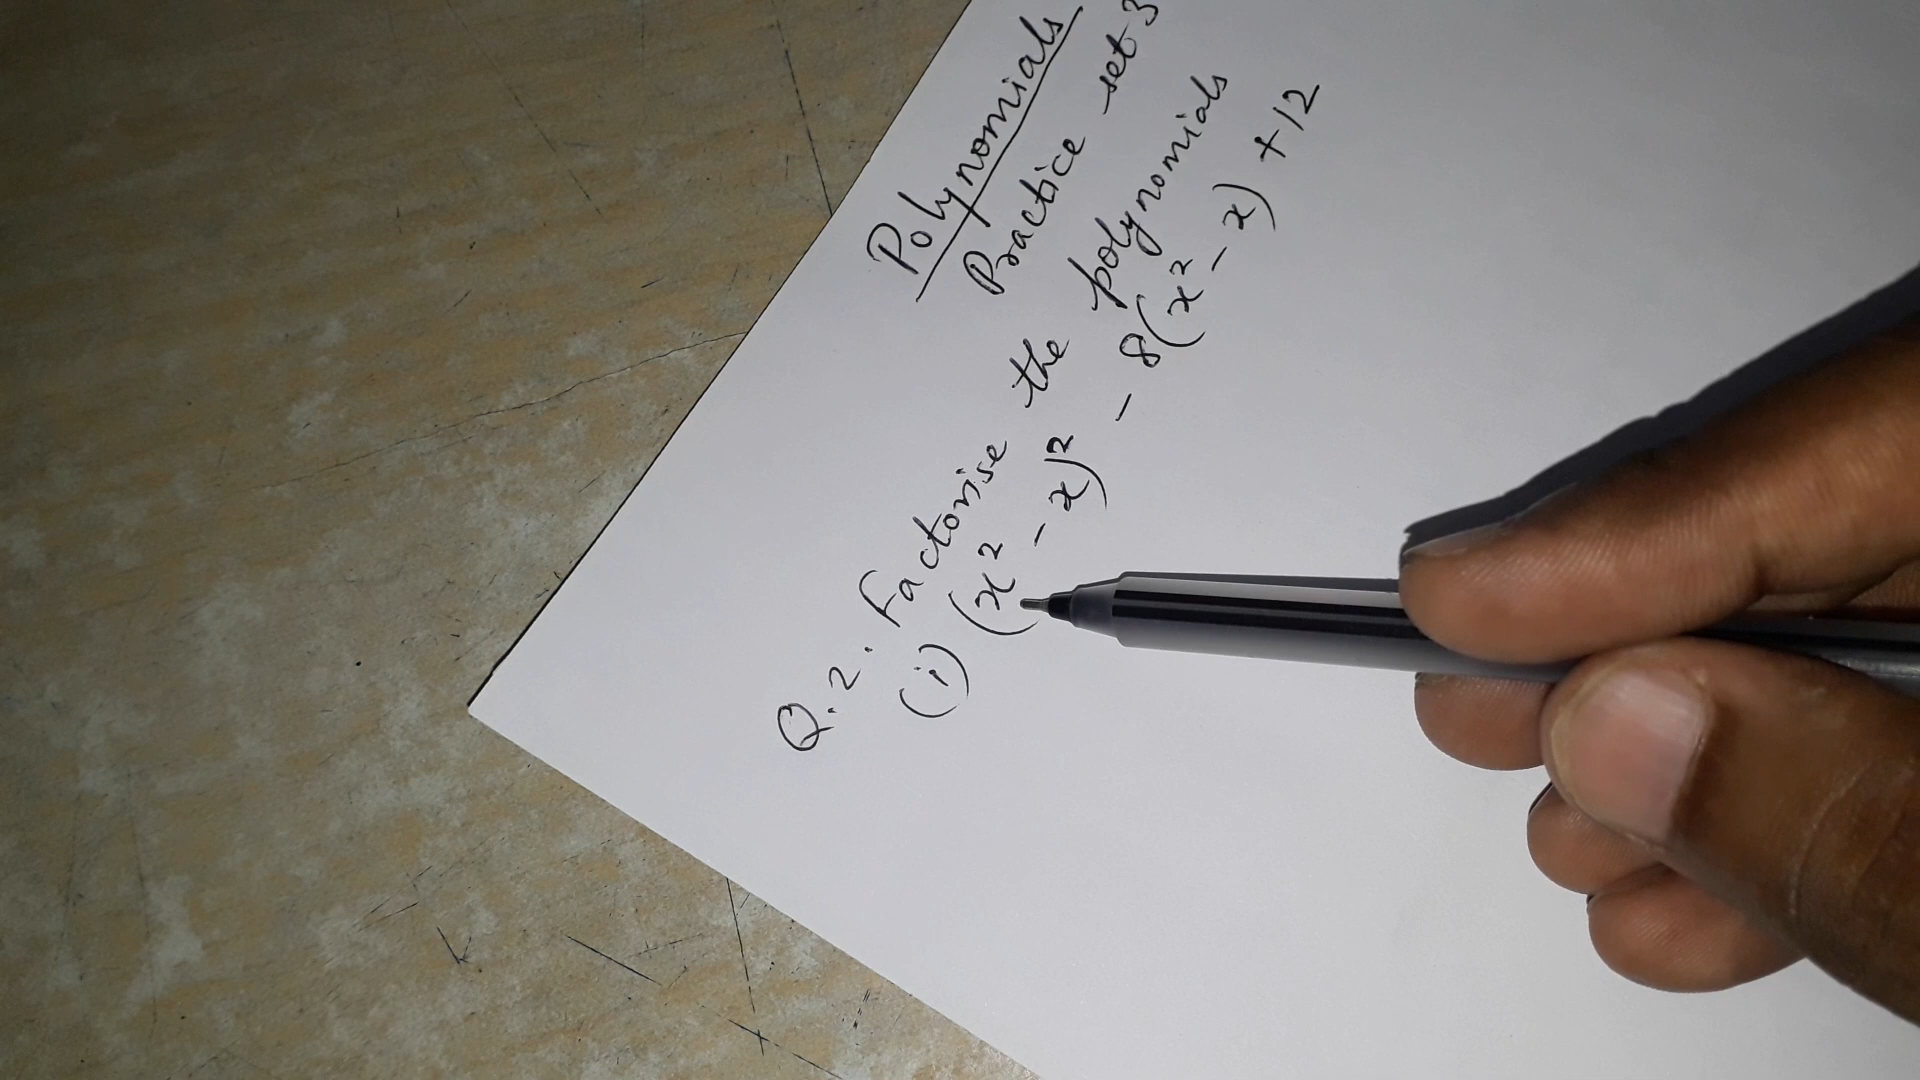 Polynomials
Practice set 3
Q.2. Factorise the polynomials
(i) (x² - x)² - 8(x² - x) + 12